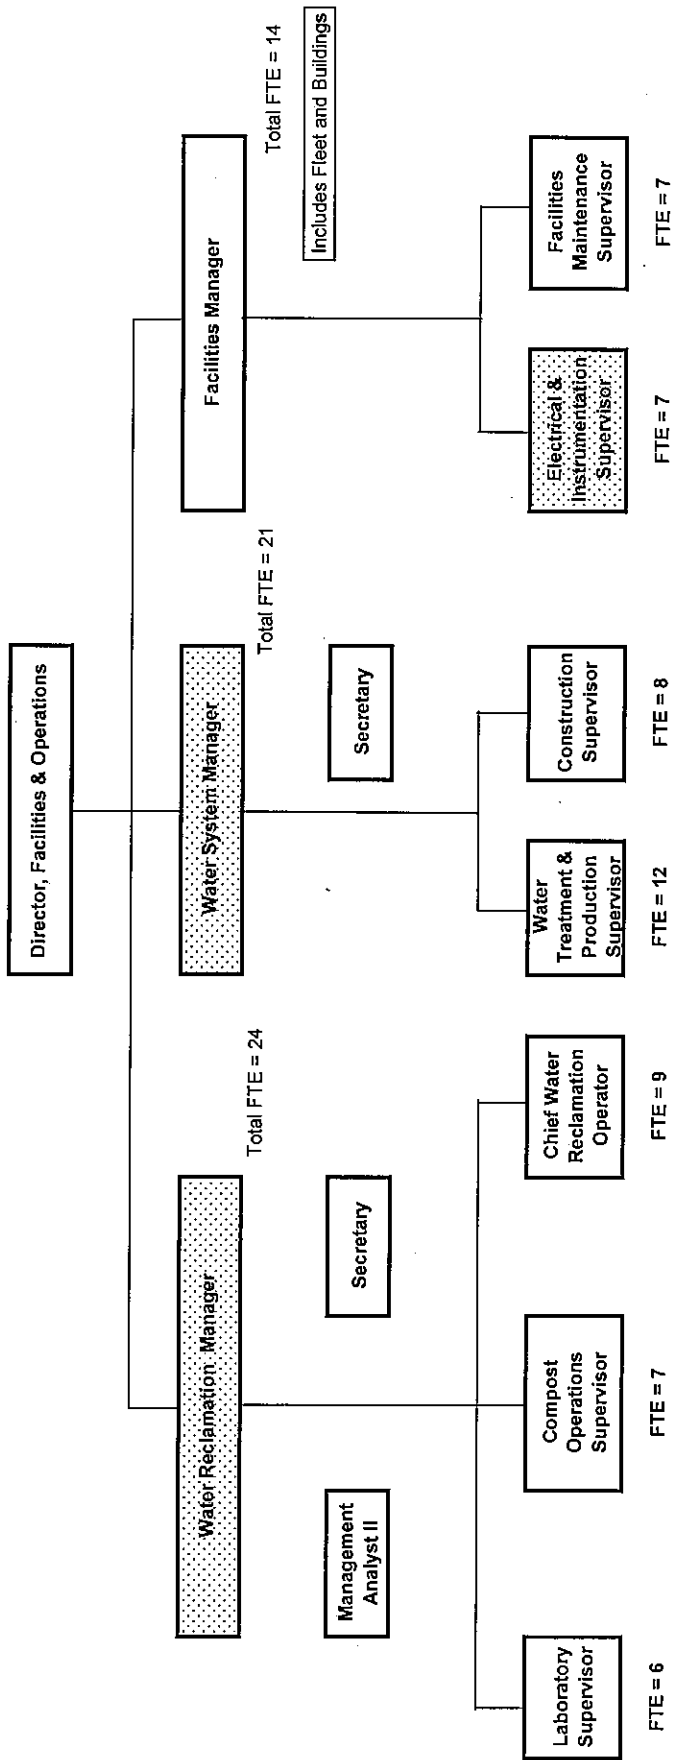 Director, Facilities & Operations
Water Reclamation Manager
Total FTE = 24
Water System Manager
Total FTE = 21
Facilities Manager
Total FTE = 14
Includes Fleet and Buildings
Management
Analyst II
Secretary
Secretary
Laboratory
Supervisor
FTE = 6
Compost
Operations
Supervisor
FTE = 7
Chief Water
Reclamation
Operator
FTE = 9
Water
Treatment &
Production
Supervisor
FTE = 12
Construction
Supervisor
FTE = 8
Electrical &
Instrumentation
Supervisor
FTE = 7
Facilities
Maintenance
Supervisor
FTE = 7